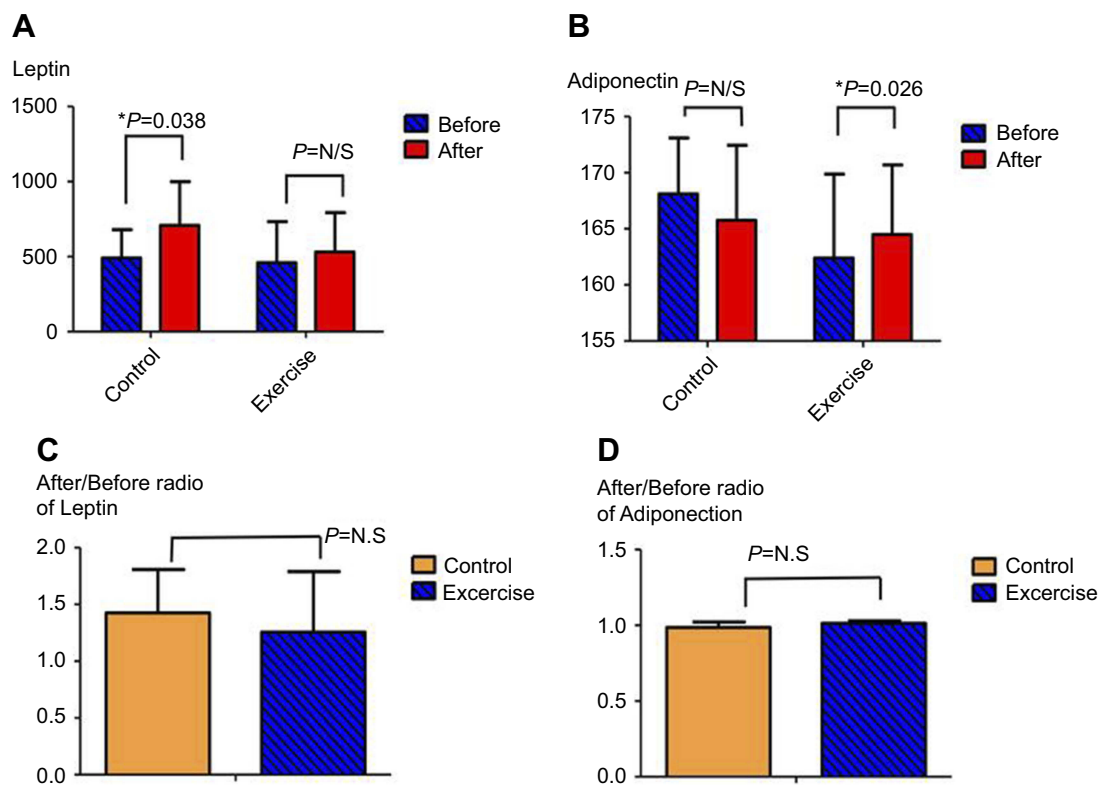 A
Leptin
1500
1000
500
0
*P=0.038
P=N/S
Before
After
Control
Exercise
B
Adiponectin
175
170
165
160
155
P=N/S
*P=0.026
Before
After
Control
Exercise
C
After/Before radio
of Leptin
2.0
1.5
1.0
0.5
0.0
P=N.S
Control
Excercise
D
After/Before radio
of Adiponection
1.5
1.0
0.5
0.0
P=N.S
Control
Excercise